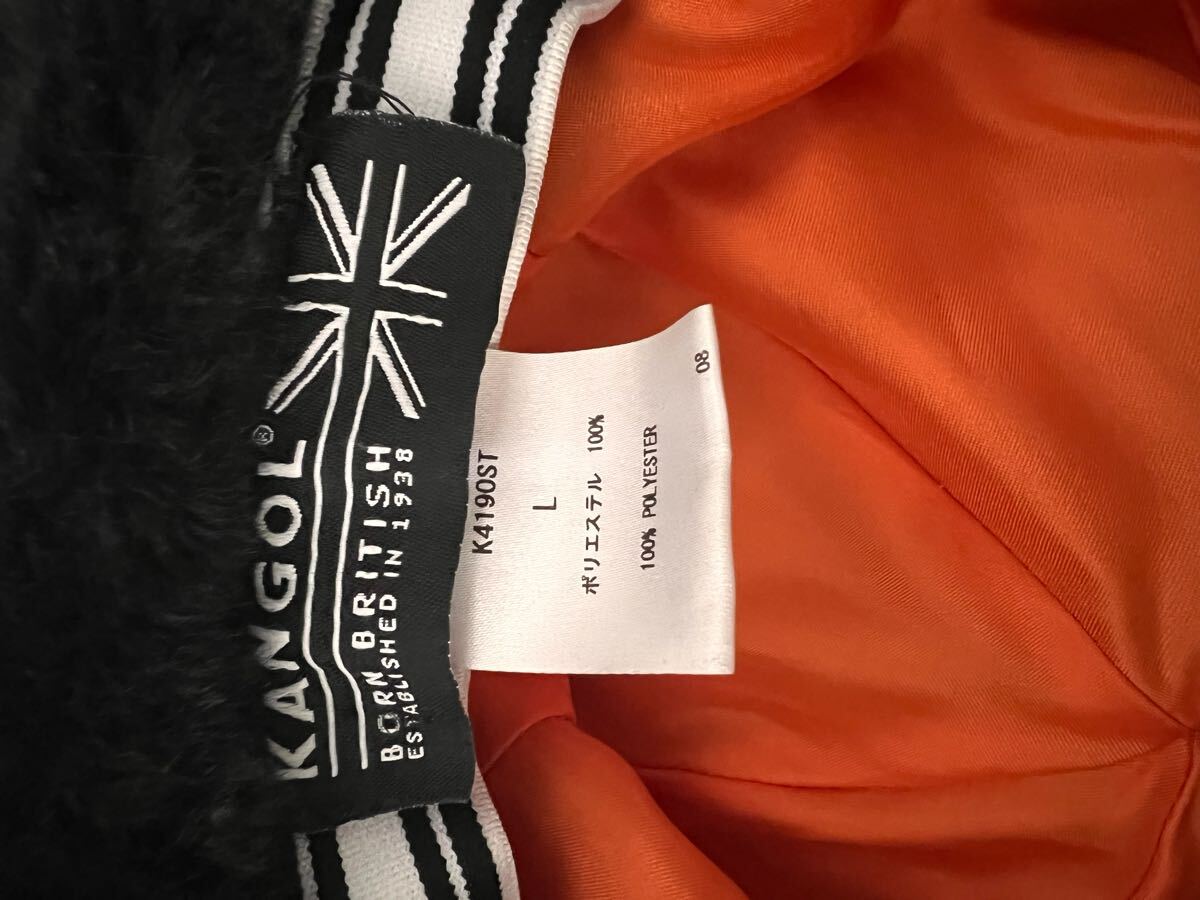 KANGOL®
BORN BRITISH
ESTABLISHED IN 1938
K4190ST
L
ポリエステル 100%
100% POLYESTER
08